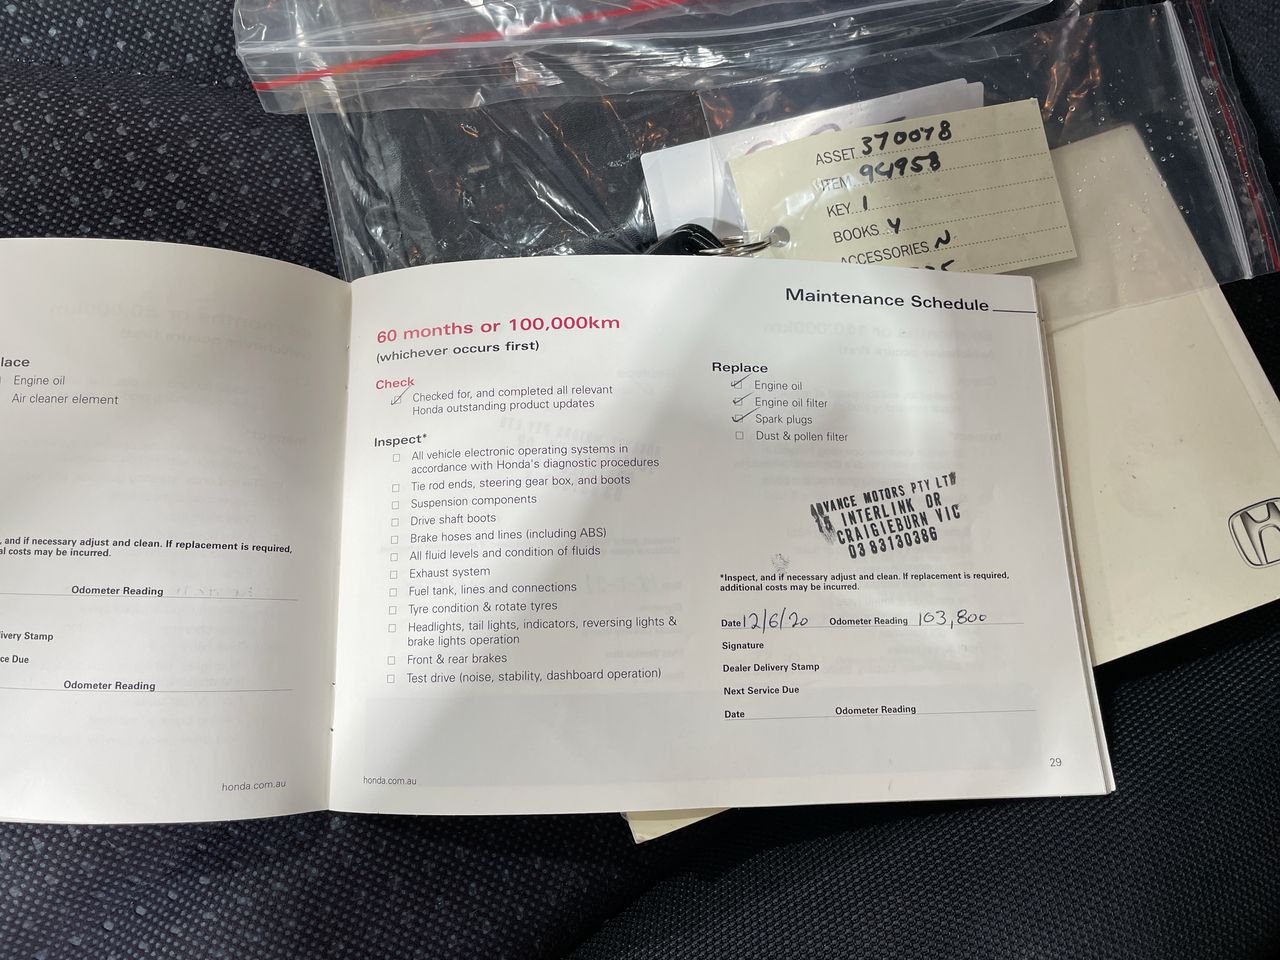 ASSET 370078
ITEM 94958
KEY 1
BOOKS Y
ACCESSORIES N
lace
Engine oil
Air cleaner element
, and if necessary adjust and clean. If replacement is required,
al costs may be incurred.
Odometer Reading
ivery Stamp
ce Due
Odometer Reading
honda.com.au
Maintenance Schedule
60 months or 100,000km
(whichever occurs first)
Check
Checked for, and completed all relevant
Honda outstanding product updates
Inspect*
All vehicle electronic operating systems in
accordance with Honda's diagnostic procedures
Tie rod ends, steering gear box, and boots
Suspension components
Drive shaft boots
Brake hoses and lines (including ABS)
All fluid levels and condition of fluids
Exhaust system
Fuel tank, lines and connections
Tyre condition & rotate tyres
Headlights, tail lights, indicators, reversing lights &
brake lights operation
Front & rear brakes
Test drive (noise, stability, dashboard operation)
honda.com.au
Replace
Engine oil
Engine oil filter
Spark plugs
Dust & pollen filter
ADVANCE MOTORS PTY LTD
INTERLINK DR
CRAIGIEBURN VIC
03 83130386
*Inspect, and if necessary adjust and clean. If replacement is required,
additional costs may be incurred.
Date 12/6/20 Odometer Reading 103,800
Signature
Dealer Delivery Stamp
Next Service Due
Date Odometer Reading
29